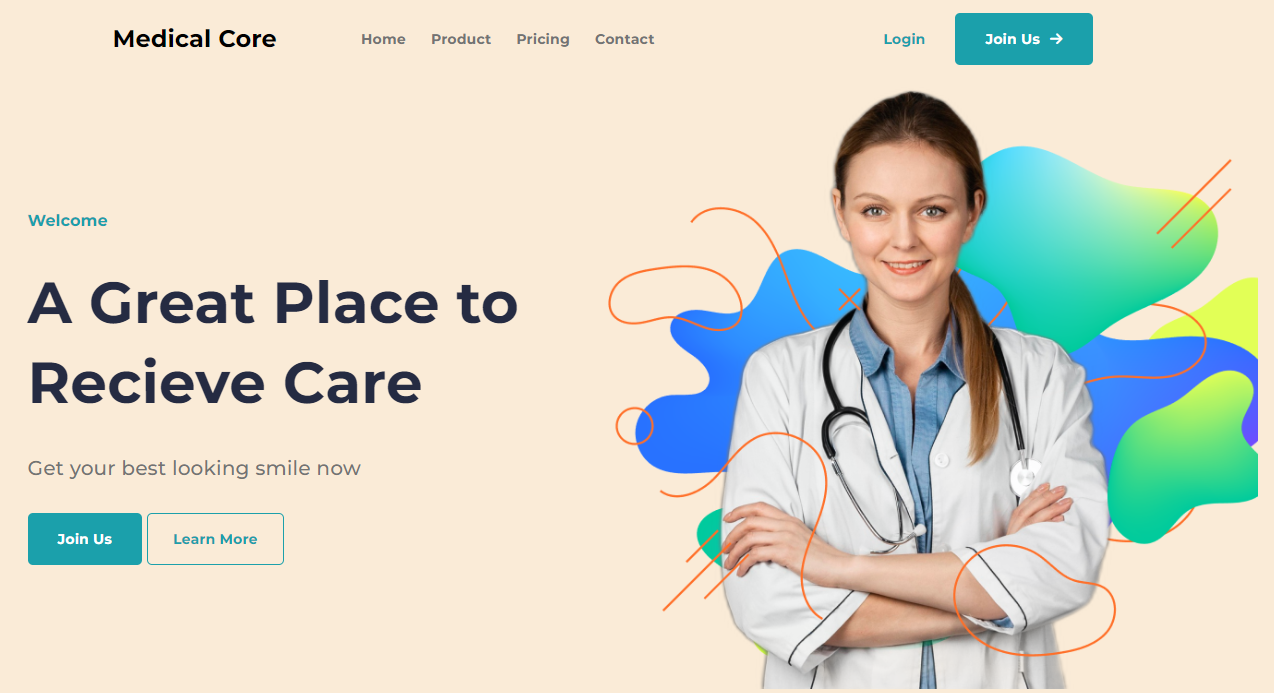 Medical Core
Home Product Pricing Contact
Login
Join Us →
Welcome
A Great Place to
Recieve Care
Get your best looking smile now
Join Us
Learn More